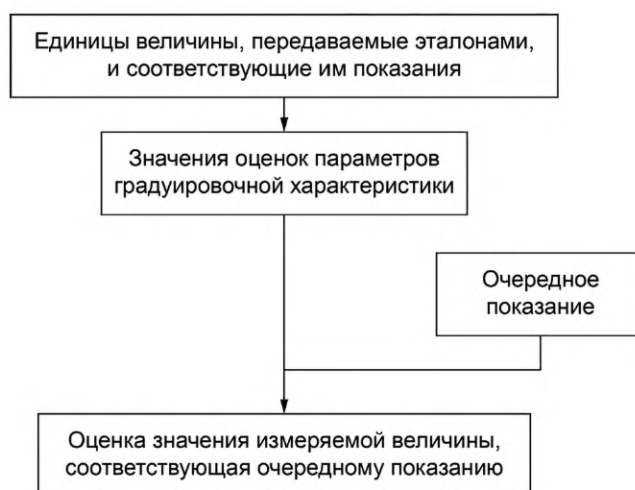 Единицы величины, передаваемые эталонами,
и соответствующие им показания
Значения оценок параметров
градуировочной характеристики
Очередное
показание
Оценка значения измеряемой величины,
соответствующая очередному показанию